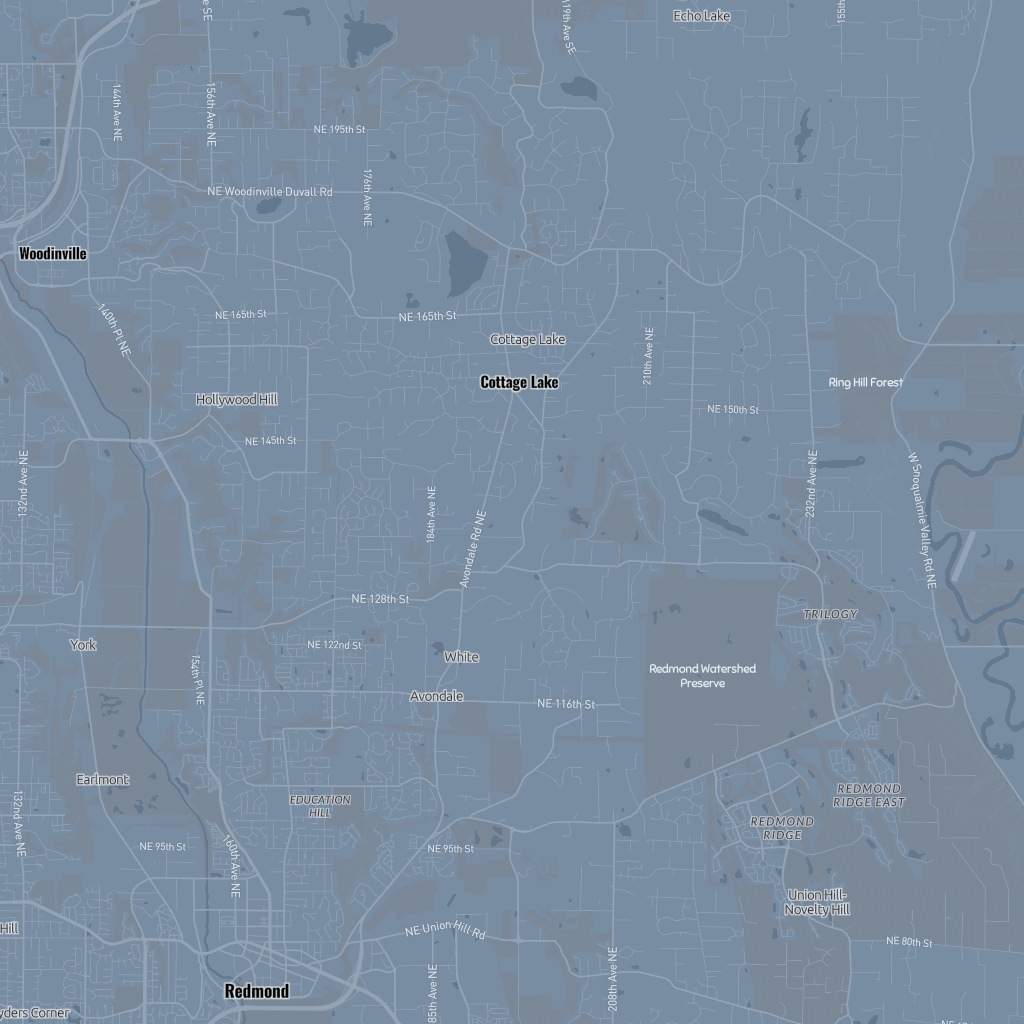 Echo Lake
119th Ave SE
144th Ave NE
156th Ave NE
NE 195th St
176th Ave NE
NE Woodinville Duvall Rd
Woodinville
140th Pl NE
NE 165th St
NE 165th St
Cottage Lake
210th Ave NE
Cottage Lake
Ring Hill Forest
Hollywood Hill
NE 150th St
NE 145th St
132nd Ave NE
184th Ave NE
Avondale Rd NE
232nd Ave NE
W Snoqualmie Valley Rd NE
NE 128th St
TRILOGY
York
NE 122nd St
White
Redmond Watershed
Preserve
154th Pl NE
Avondale
NE 116th St
Earlmont
EDUCATION
HILL
REDMOND
RIDGE EAST
REDMOND
RIDGE
132nd Ave NE
NE 95th St
160th Ave NE
NE 95th St
Union Hill-
Novelty Hill
Hill
NE Union Hill Rd
NE 80th St
208th Ave NE
85th Ave NE
Redmond
yders Corner